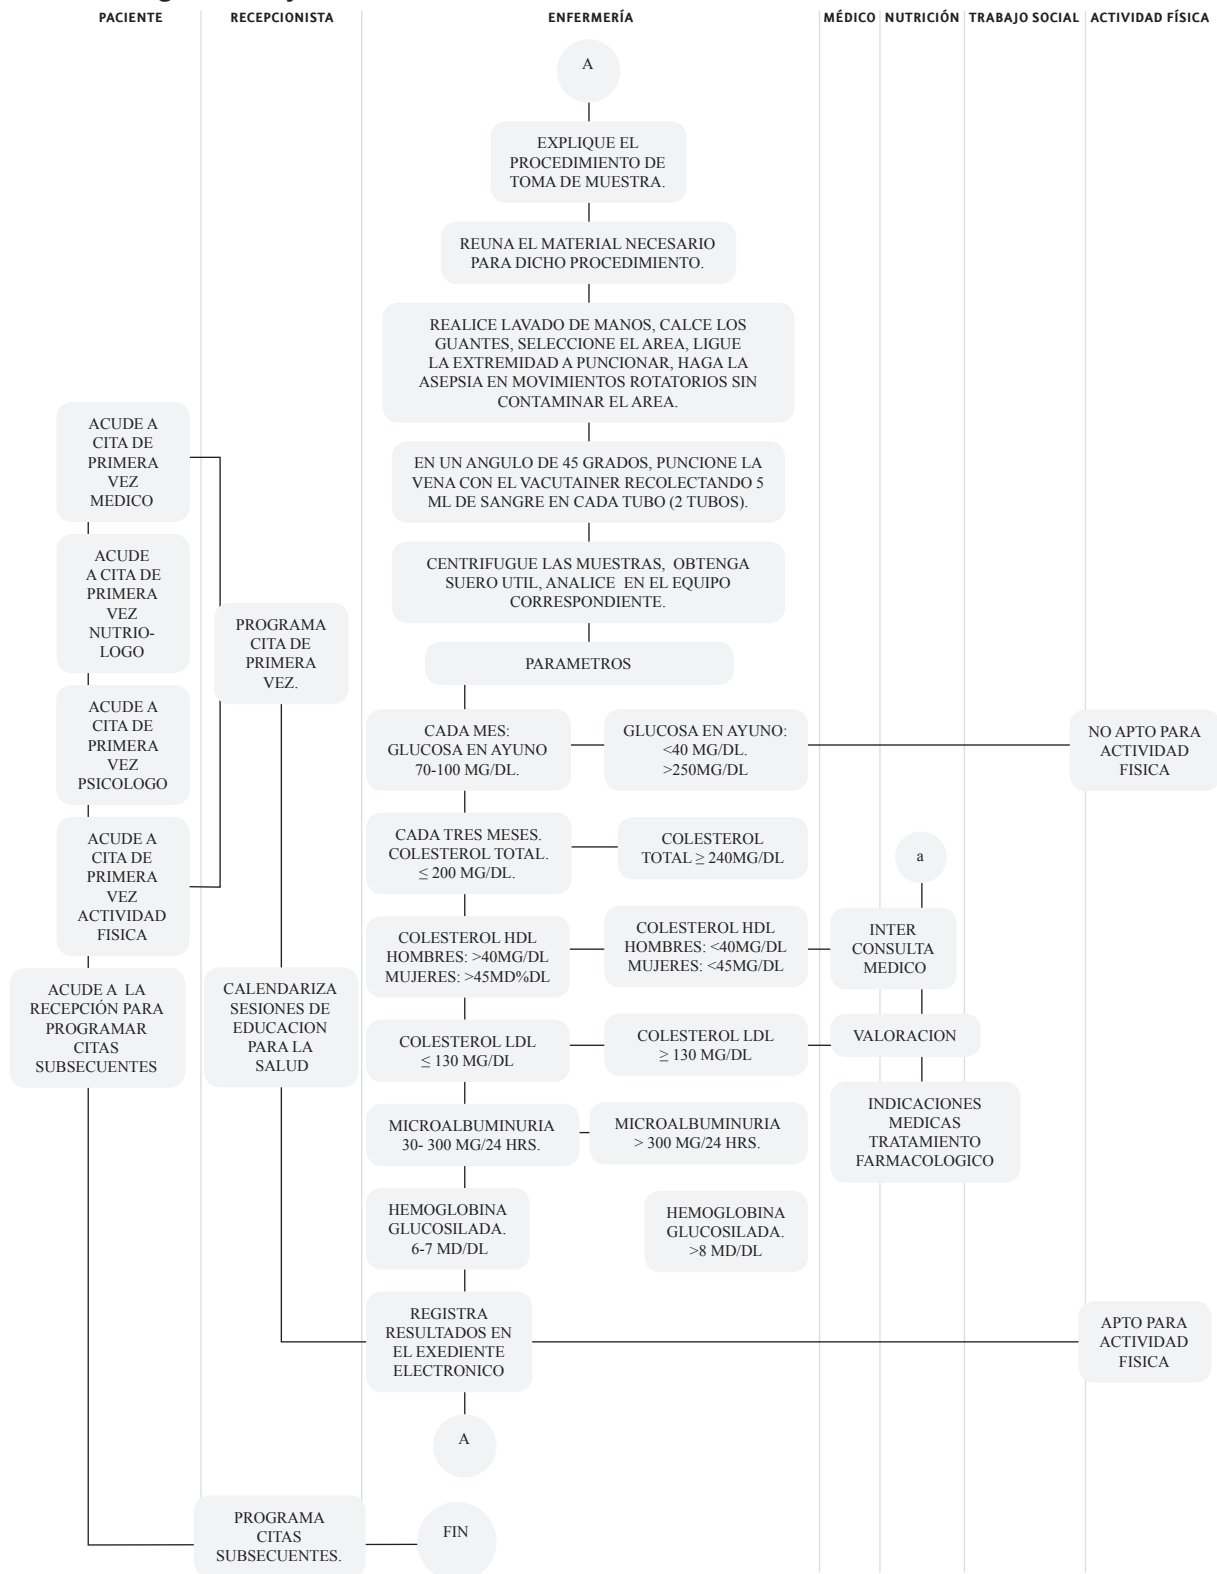 PACIENTE
RECEPCIONISTA
ENFERMERÍA
MÉDICO
NUTRICIÓN
TRABAJO SOCIAL
ACTIVIDAD FÍSICA
A
EXPLIQUE EL
PROCEDIMIENTO DE
TOMA DE MUESTRA.
REUNA EL MATERIAL NECESARIO
PARA DICHO PROCEDIMIENTO.
REALICE LAVADO DE MANOS, CALCE LOS
GUANTES, SELECCIONE EL AREA, LIGUE
LA EXTREMIDAD A PUNCIONAR, HAGA LA
ASEPSIA EN MOVIMIENTOS ROTATORIOS SIN
CONTAMINAR EL AREA.
EN UN ANGULO DE 45 GRADOS, PUNCIONE LA
VENA CON EL VACUTAINER RECOLECTANDO 5
ML DE SANGRE EN CADA TUBO (2 TUBOS).
CENTRIFUGUE LAS MUESTRAS, OBTENGA
SUERO UTIL, ANALICE EN EL EQUIPO
CORRESPONDIENTE.
PARAMETROS
ACUDE A
CITA DE
PRIMERA
VEZ
MEDICO
ACUDE
A CITA DE
PRIMERA
VEZ
NUTRIO-
LOGO
ACUDE A
CITA DE
PRIMERA
VEZ
PSICOLOGO
ACUDE A
CITA DE
PRIMERA
VEZ
ACTIVIDAD
FISICA
ACUDE A LA
RECEPCIÓN PARA
PROGRAMAR
CITAS
SUBSECUENTES
PROGRAMA
CITA DE
PRIMERA
VEZ.
CALENDARIZA
SESIONES DE
EDUCACION
PARA LA
SALUD
CADA MES:
GLUCOSA EN AYUNO
70-100 MG/DL.
GLUCOSA EN AYUNO:
<40 MG/DL.
>250MG/DL
NO APTO PARA
ACTIVIDAD
FISICA
CADA TRES MESES.
COLESTEROL TOTAL.
≤ 200 MG/DL.
COLESTEROL
TOTAL ≥ 240MG/DL
a
COLESTEROL HDL
HOMBRES: >40MG/DL
MUJERES: >45MD%DL
COLESTEROL HDL
HOMBRES: <40MG/DL
MUJERES: <45MG/DL
INTER
CONSULTA
MEDICO
COLESTEROL LDL
≤ 130 MG/DL
COLESTEROL LDL
≥ 130 MG/DL
VALORACION
MICROALBUMINURIA
30- 300 MG/24 HRS.
MICROALBUMINURIA
> 300 MG/24 HRS.
INDICACIONES
MEDICAS
TRATAMIENTO
FARMACOLOGICO
HEMOGLOBINA
GLUCOSILADA.
6-7 MD/DL
HEMOGLOBINA
GLUCOSILADA.
>8 MD/DL
REGISTRA
RESULTADOS EN
EL EXEDIENTE
ELECTRONICO
APTO PARA
ACTIVIDAD
FISICA
A
PROGRAMA
CITAS
SUBSECUENTES.
FIN